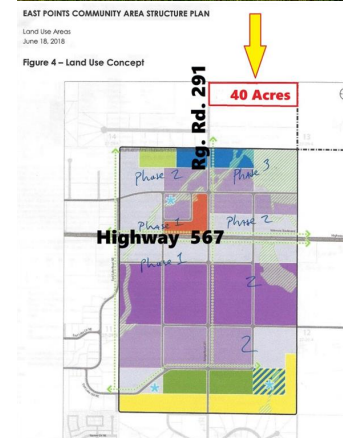 EAST POINTS COMMUNITY AREA STRUCTURE PLAN
Land Use Areas
June 18, 2018
Figure 4 – Land Use Concept
40 Acres
Rg. Rd. 291
Phase 2
Phase 3
Phase 1
Phase 2
Highway 567
Phase 1
2
2